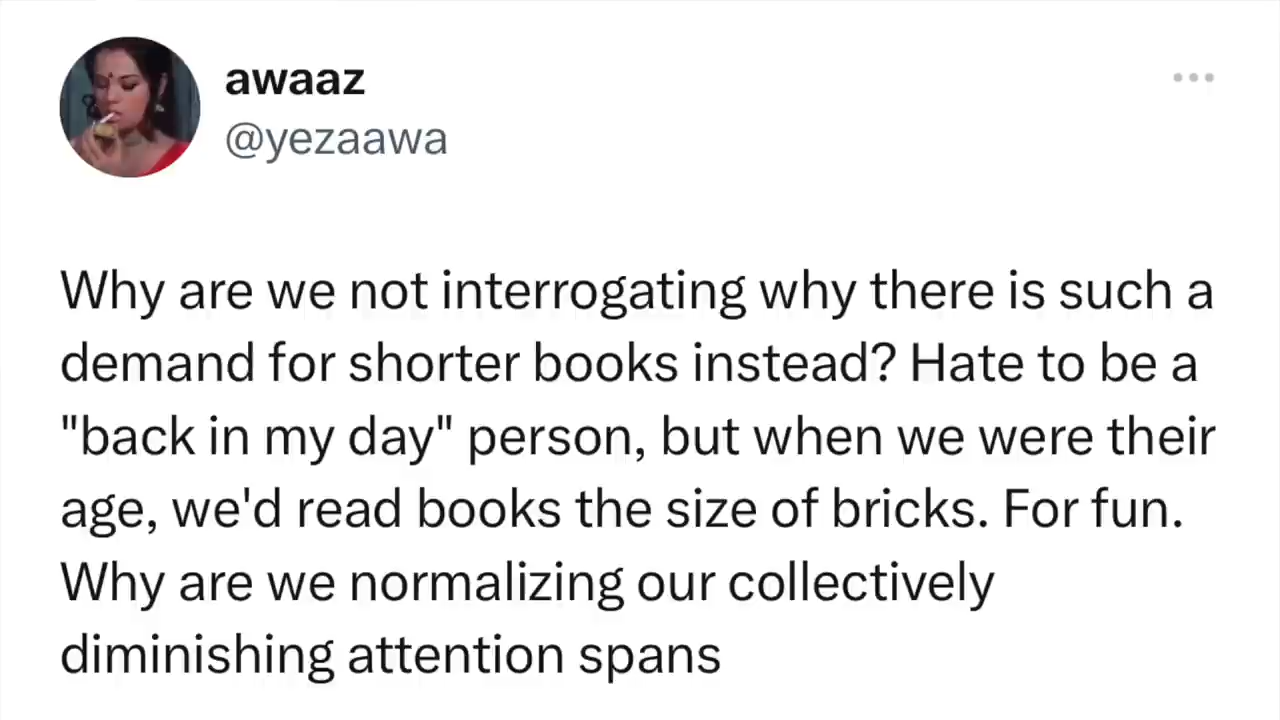 awaaz
@yezaawa
Why are we not interrogating why there is such a
demand for shorter books instead? Hate to be a
"back in my day" person, but when we were their
age, we'd read books the size of bricks. For fun.
Why are we normalizing our collectively
diminishing attention spans